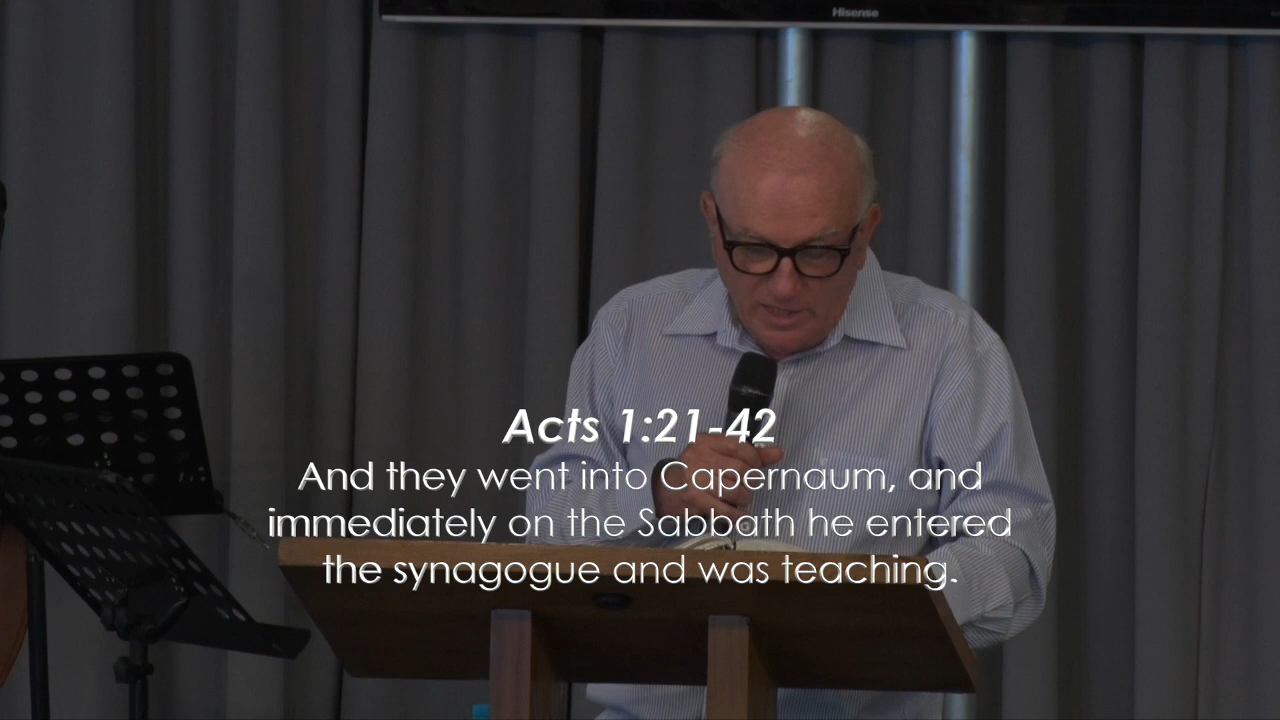 Hisense
Acts 1:21-42
And they went into Capernaum, and
immediately on the Sabbath he entered
the synagogue and was teaching.